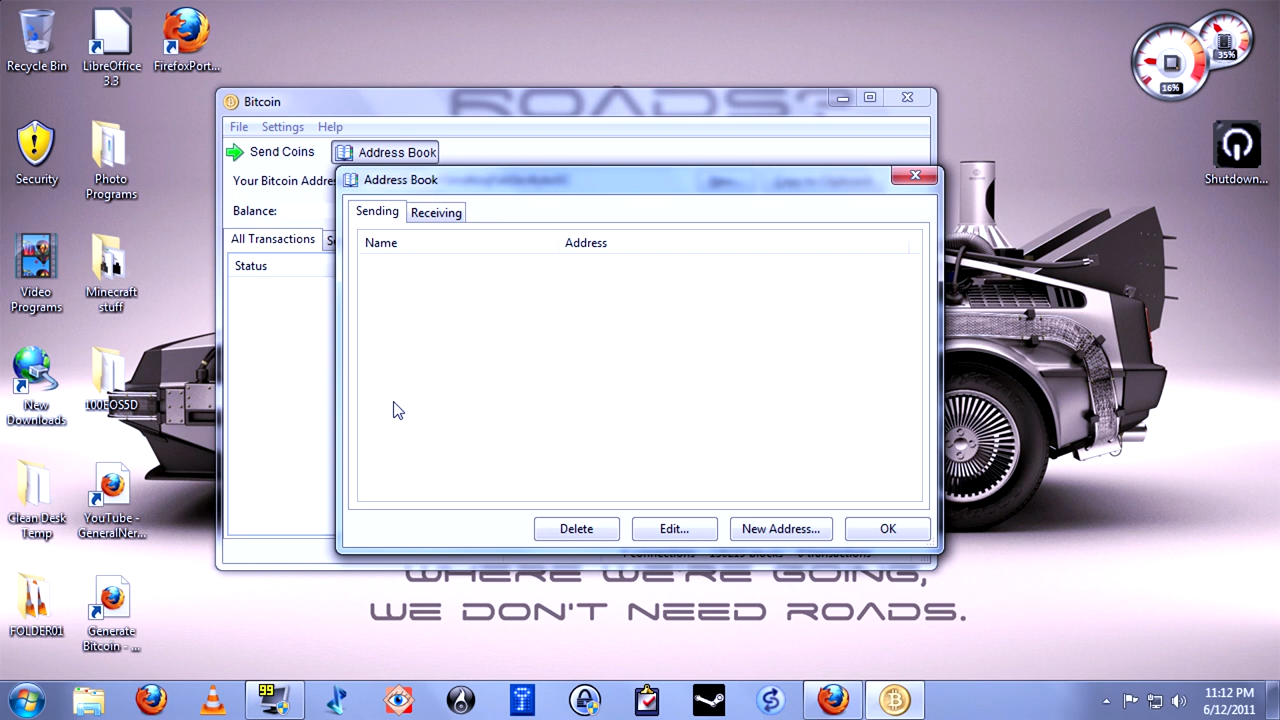 Recycle Bin
LibreOffice 3.3
FirefoxPort...
Security
Photo Programs
Video Programs
Minecraft stuff
New Downloads
100EOS5D
Clean Desk Temp
YouTube - GeneralNer...
FOLDER01
Generate Bitcoin - ...
ROADS?
Bitcoin
File Settings Help
Send Coins Address Book
Your Bitcoin Addre
Balance:
All Transactions
Status
Address Book
Sending Receiving
Name Address
Delete Edit... New Address... OK
WHERE WE'RE GOING,
WE DON'T NEED ROADS.
16%
35%
Shutdown...
99
11:12 PM
6/12/2011